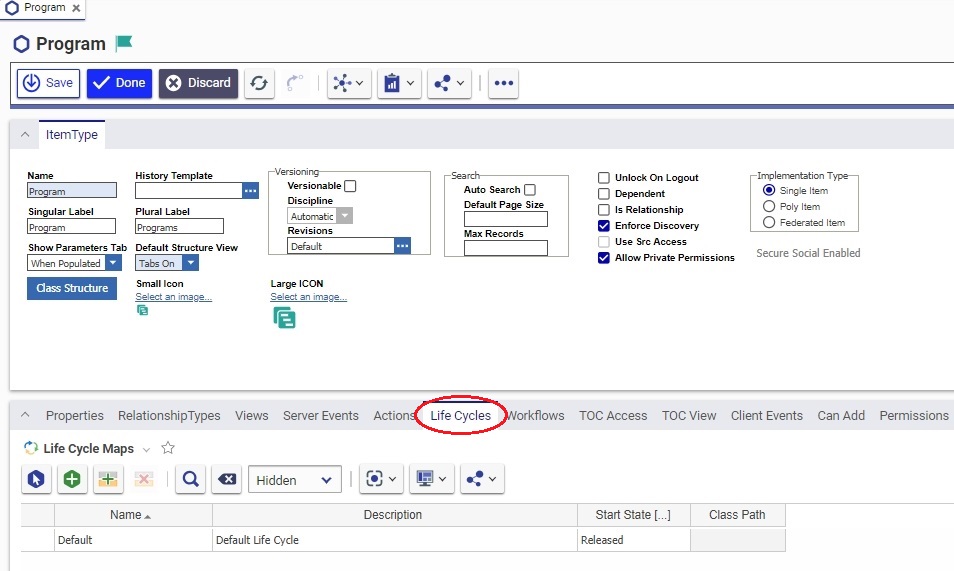 Program
Program
Save Done Discard
ItemType
Name
Program
History Template
Versioning
Versionable
Discipline
Automatic
Revisions
Default
Search
Auto Search
Default Page Size
Max Records
Unlock On Logout
Dependent
Is Relationship
Enforce Discovery
Use Src Access
Allow Private Permissions
Implementation Type
Single Item
Poly Item
Federated Item
Secure Social Enabled
Singular Label
Program
Plural Label
Programs
Show Parameters Tab
When Populated
Default Structure View
Tabs On
Class Structure
Small Icon
Select an image...
Large ICON
Select an image...
Properties RelationshipTypes Views Server Events Actions Life Cycles Workflows TOC Access TOC View Client Events Can Add Permissions
Life Cycle Maps
Hidden
Name Description Start State [...] Class Path
Default Default Life Cycle Released